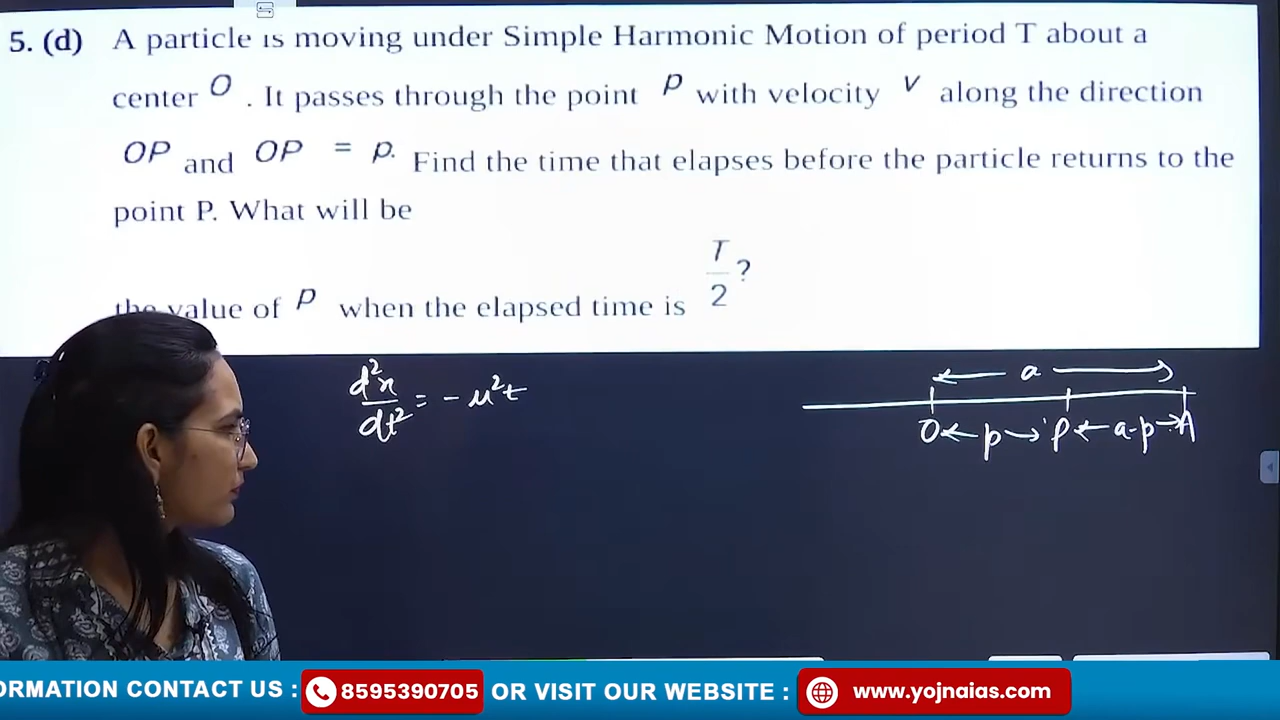 5. (d) A particle is moving under Simple Harmonic Motion of period T about a
center O . It passes through the point p with velocity v along the direction
OP and OP = p. Find the time that elapses before the particle returns to the
point P. What will be
the value of p when the elapsed time is T/2 ?
d²x/dt² = - μ²t
a
O p P a-p A
ORMATION CONTACT US : 8595390705 OR VISIT OUR WEBSITE : www.yojnaias.com